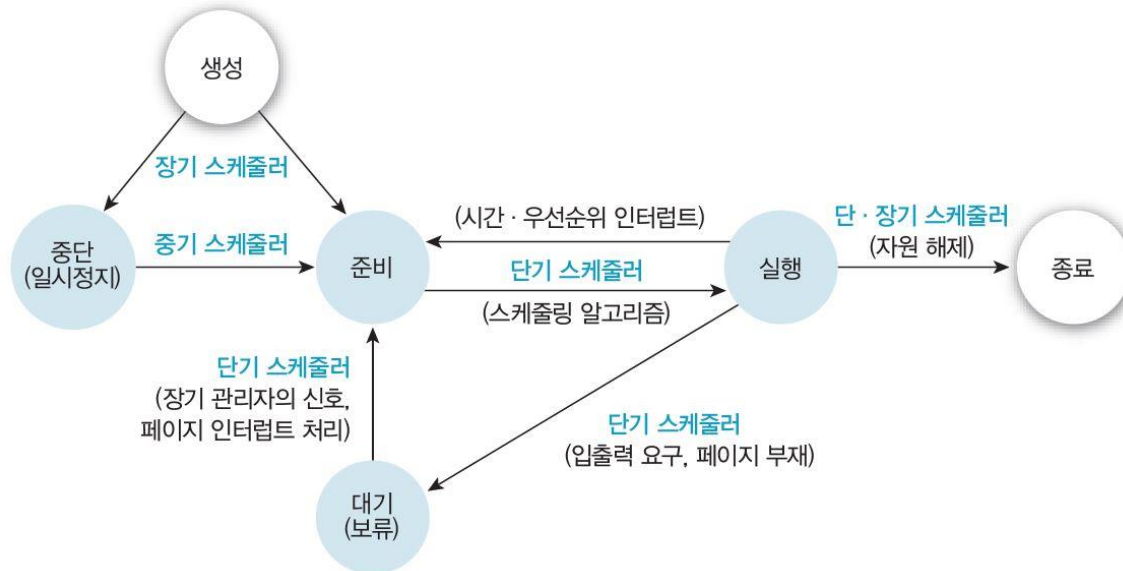 생성
장기 스케줄러
중단
(일시정지)
중기 스케줄러
준비
(시간 · 우선순위 인터럽트)
단기 스케줄러
(스케줄링 알고리즘)
실행
단 · 장기 스케줄러
(자원 해제)
종료
단기 스케줄러
(장기 관리자의 신호,
페이지 인터럽트 처리)
단기 스케줄러
(입출력 요구, 페이지 부재)
대기
(보류)